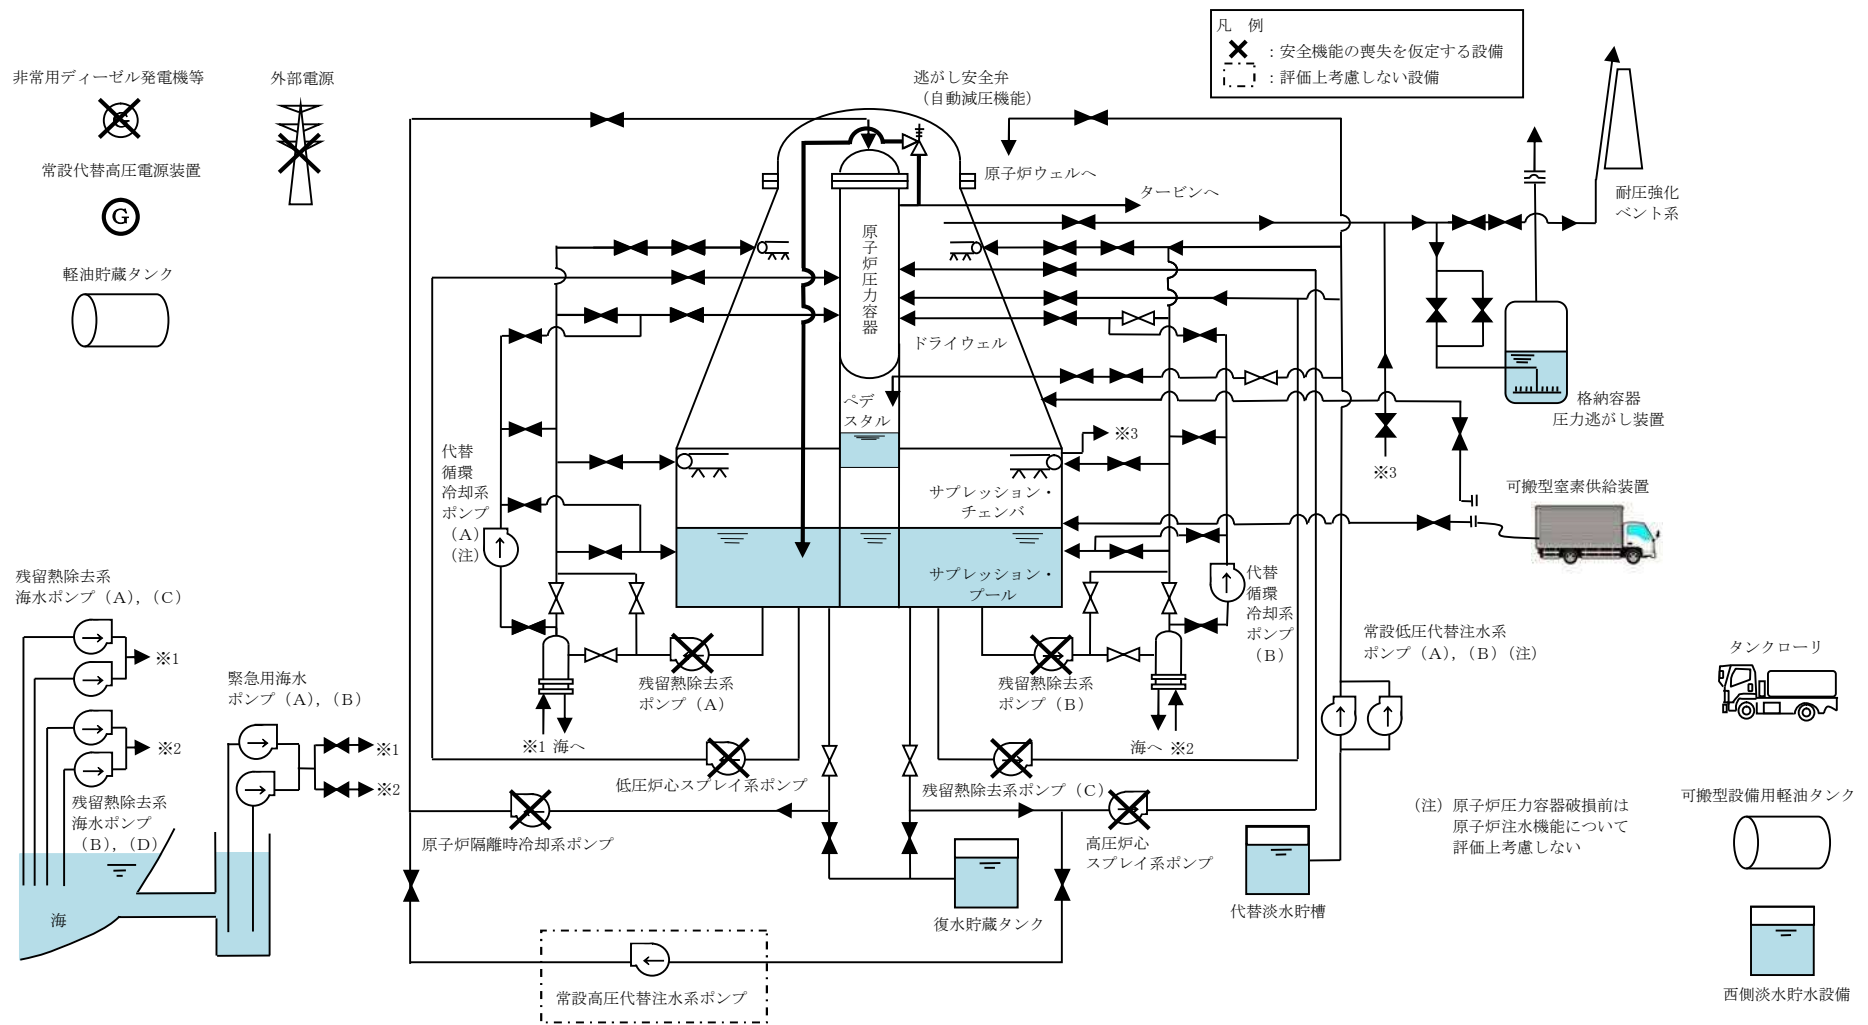 凡 例
：安全機能の喪失を仮定する設備
：評価上考慮しない設備
非常用ディーゼル発電機等
外部電源
常設代替高圧電源装置
G
G
軽油貯蔵タンク
逃がし安全弁
（自動減圧機能）
原子炉ウェルへ
タービンへ
耐圧強化
ベント系
原子炉圧力容器
ドライウェル
ペデ
スタル
※3
※3
格納容器
圧力逃がし装置
可搬型窒素供給装置
代替
循環
冷却系
ポンプ
（A）
（注）
サプレッション・
チェンバ
サプレッション・
プール
代替
循環
冷却系
ポンプ
（B）
残留熱除去系
海水ポンプ（A），（C）
※1
緊急用海水
ポンプ（A），（B）
※2
※1
※2
残留熱除去系
海水ポンプ
（B），（D）
海
残留熱除去系
ポンプ（A）
残留熱除去系
ポンプ（B）
※1 海へ
海へ ※2
常設低圧代替注水系
ポンプ（A），（B）（注）
タンクローリ
低圧炉心スプレイ系ポンプ
残留熱除去系ポンプ（C）
原子炉隔離時冷却系ポンプ
高圧炉心
スプレイ系ポンプ
（注）原子炉圧力容器破損前は
原子炉注水機能について
評価上考慮しない
可搬型設備用軽油タンク
復水貯蔵タンク
代替淡水貯槽
常設高圧代替注水系ポンプ
西側淡水貯水設備